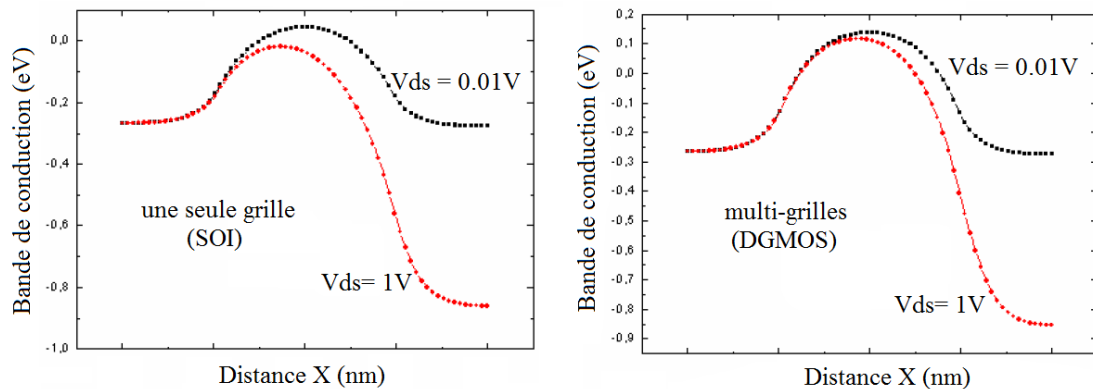 Bande de conduction (eV)
0,0
-0,2
-0,4
-0,6
-0,8
-1,0
Vds = 0.01V
une seule grille
(SOI)
Vds= 1V
Distance X (nm)
Bande de conduction (eV)
0,2
0,1
0,0
-0,1
-0,2
-0,3
-0,4
-0,5
-0,6
-0,7
-0,8
-0,9
Vds = 0.01V
multi-grilles
(DGMOS)
Vds= 1V
Distance X (nm)